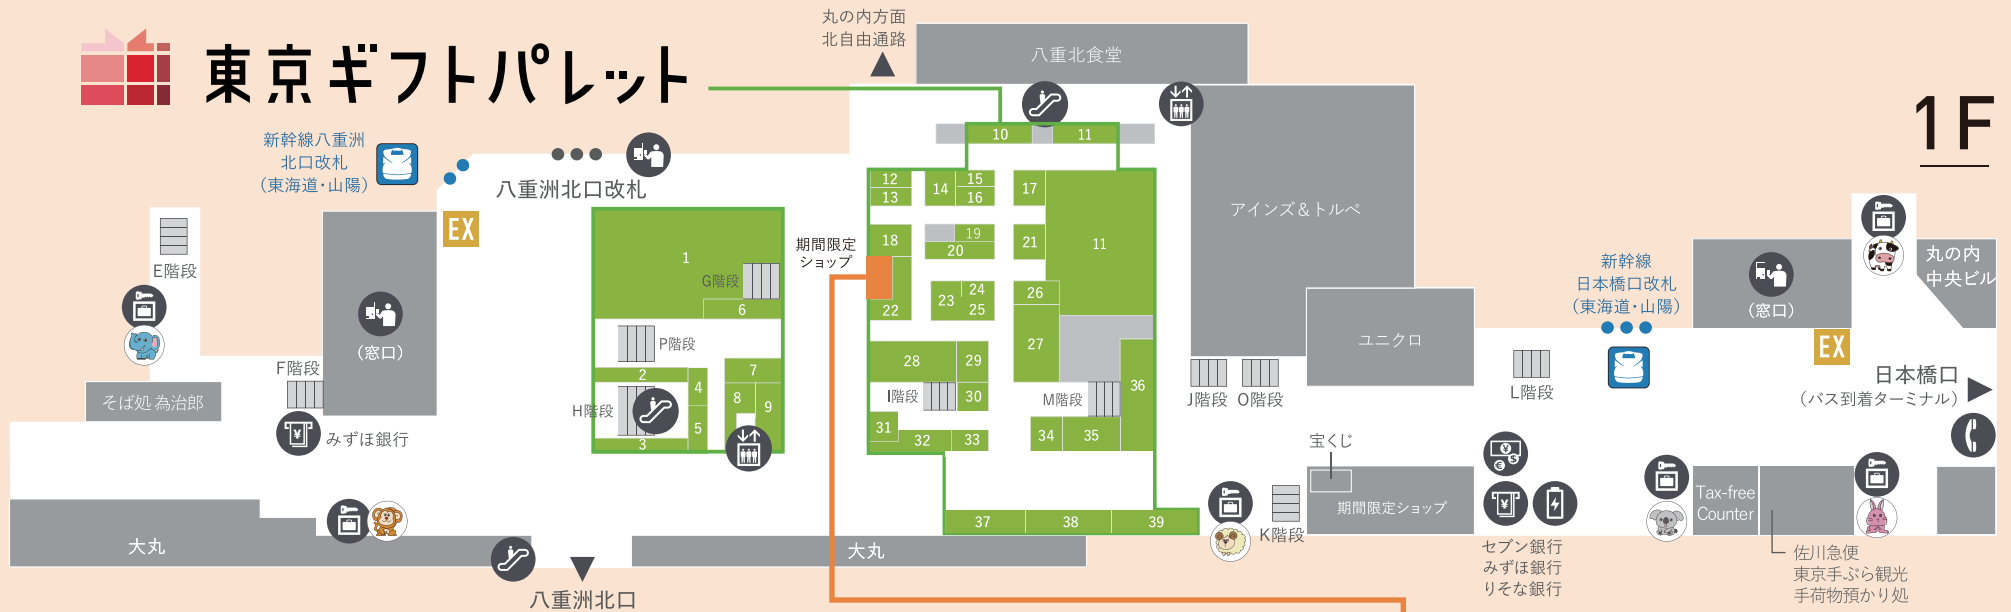 東京ギフトパレット
丸の内方面
北自由通路
八重北食堂
1F
新幹線八重洲
北口改札
（東海道・山陽）
八重洲北口改札
EX
E階段
（窓口）
F階段
そば処 為治郎
みずほ銀行
大丸
八重洲北口
大丸
1
G階段
6
P階段
2
H階段
3
4
5
7
8
9
期間限定
ショップ
10
11
12
13
14
15
16
17
18
19
20
21
11
22
23
24
25
26
27
28
29
30
I階段
31
32
33
M階段
34
35
36
37
38
39
アインズ＆トルペ
ユニクロ
J階段
O階段
K階段
L階段
宝くじ
期間限定ショップ
新幹線
日本橋口改札
（東海道・山陽）
（窓口）
EX
丸の内
中央ビル
日本橋口
（バス到着ターミナル）
セブン銀行
みずほ銀行
りそな銀行
Tax-free
Counter
佐川急便
東京手ぶら観光
手荷物預かり処